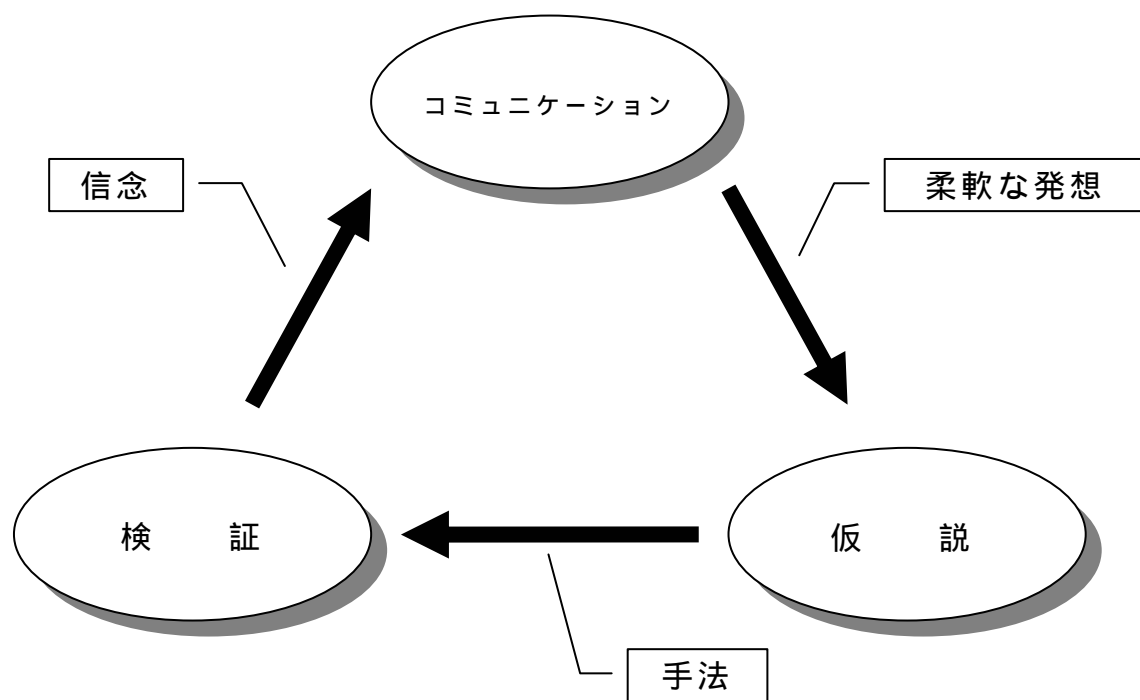 コミュニケーション
信念
柔軟な発想
検　　証
仮　　説
手法